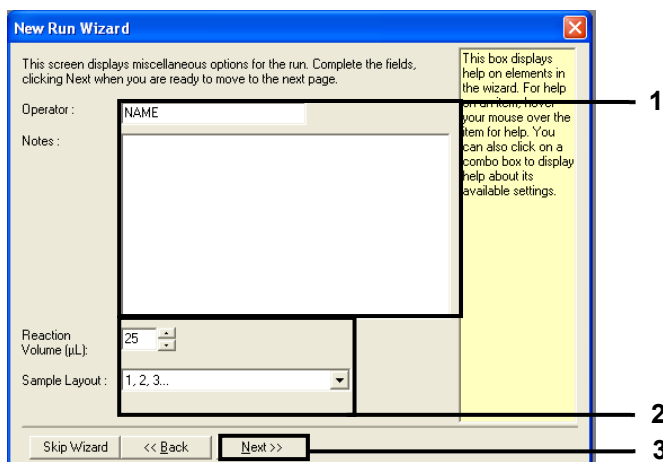 New Run Wizard
This screen displays miscellaneous options for the run. Complete the fields,
clicking Next when you are ready to move to the next page.
Operator :
NAME
Notes :
Reaction
Volume (µL):
25
Sample Layout :
1, 2, 3...
Skip Wizard
<< Back
Next >>
This box displays
help on elements in
the wizard. For help
on an item, hover
your mouse over the
item for help. You
can also click on a
combo box to display
help about its
available settings.
1
2
3